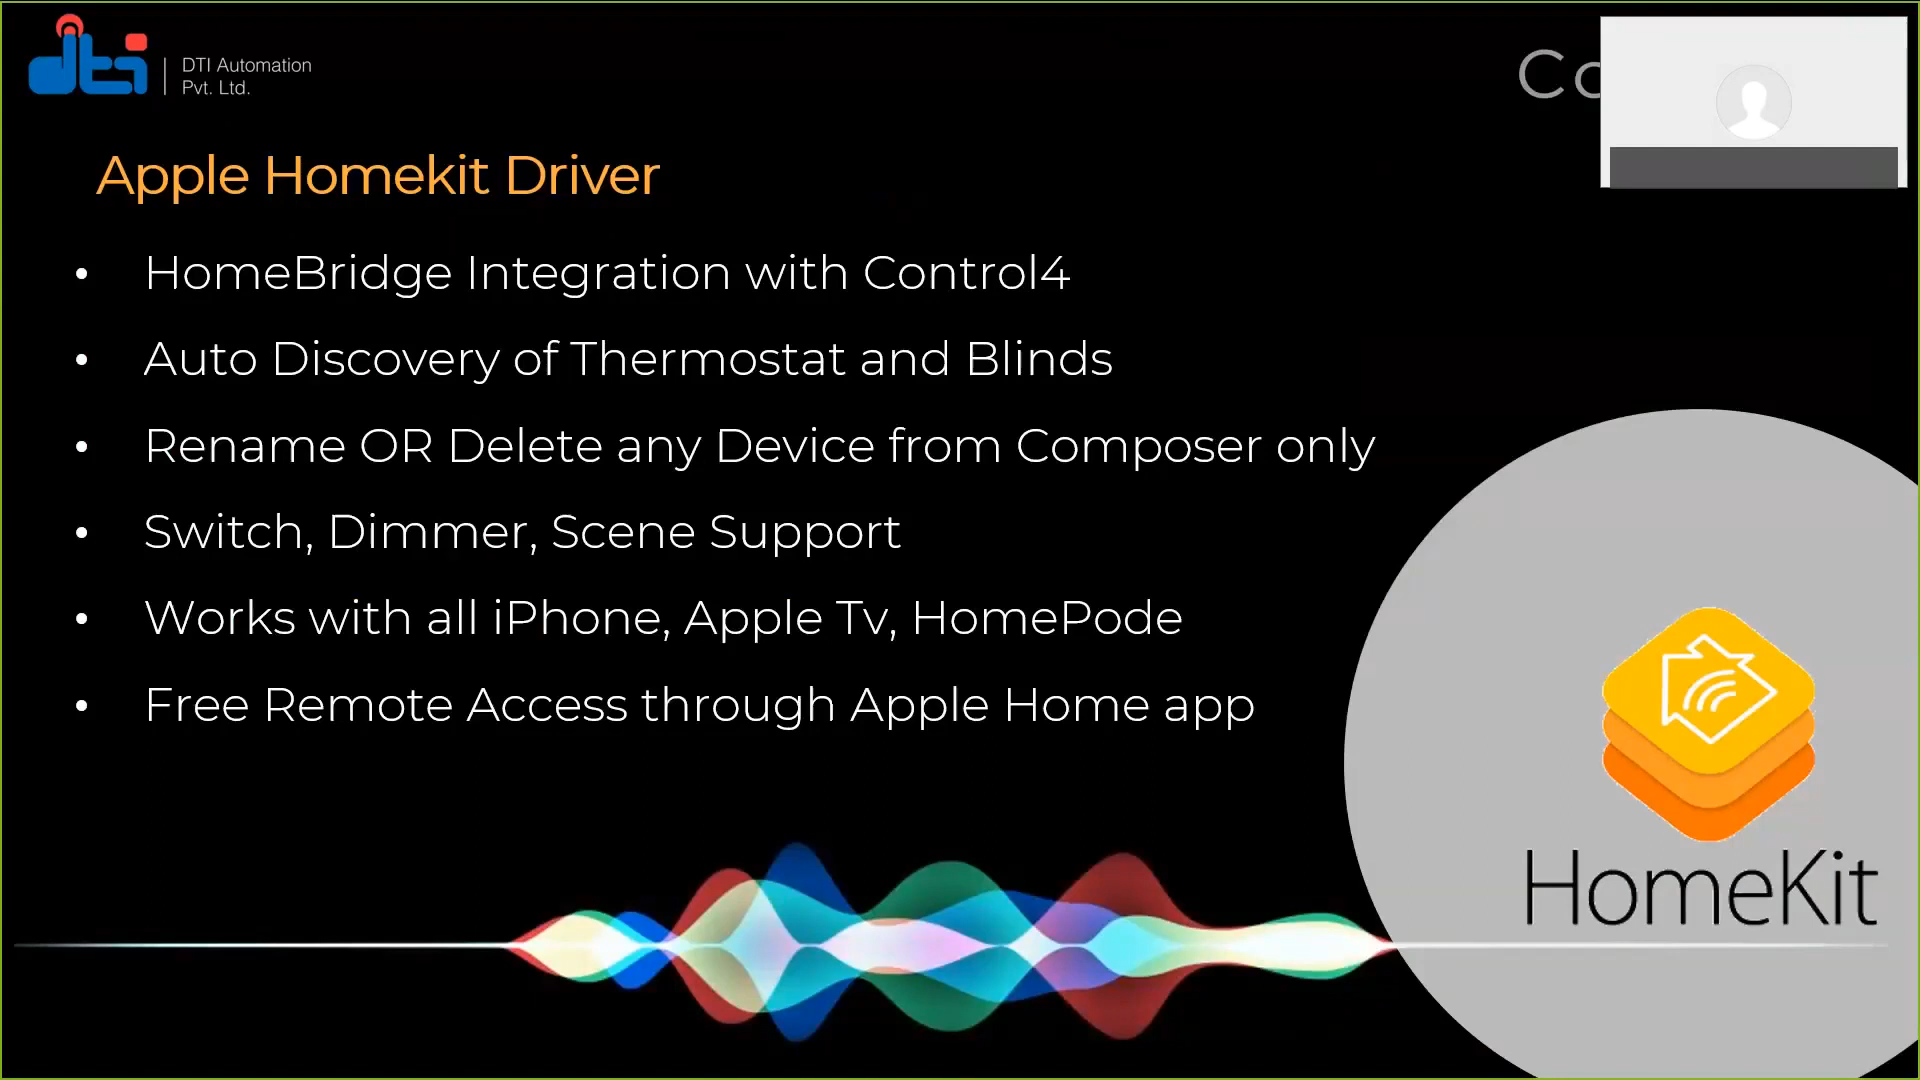 dti
DTI Automation
Pvt. Ltd.
Apple Homekit Driver
• HomeBridge Integration with Control4
• Auto Discovery of Thermostat and Blinds
• Rename OR Delete any Device from Composer only
• Switch, Dimmer, Scene Support
• Works with all iPhone, Apple Tv, HomePode
• Free Remote Access through Apple Home app
HomeKit